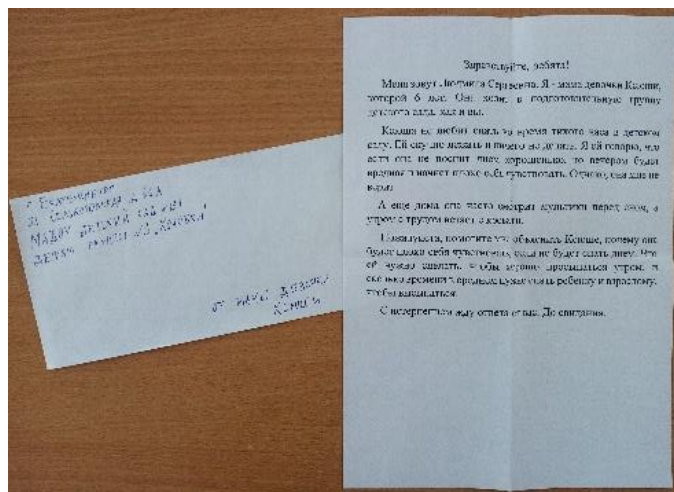 г. Екатеринбург
МАДОУ ДЕТСКИЙ САД
ДЕТЯМ ГРУППЫ
ОТ МАМЫ ДЕВОЧКИ
КСЮШИ
Здравствуйте, ребята!
Меня зовут Людмила Сергеевна. Я - мама девочки Ксюши,
которой 6 лет. Она ходит в подготовительную группу
детского сада, как и вы.
Ксюша не любит спать во время тихого часа в детском
саду. Ей скучно лежать и ничего не делать. Я ей говорю, что
если она не поспит днем хорошенько, то вечером будет
вредная и начнет плохо себя чувствовать. Однако, она мне не
верит.
А еще дома она часто смотрит мультики перед сном, а
утром с трудом встает с кровати.
Пожалуйста, помогите мне объяснить Ксюше, почему она
будет плохо себя чувствовать, если не будет спать днем. Что
ей нужно сделать, чтобы хорошо просыпаться утром, и
сколько времени в среднем нужно спать ребенку и взрослому,
чтобы высыпаться.
С нетерпением жду ответа от вас. До свидания.